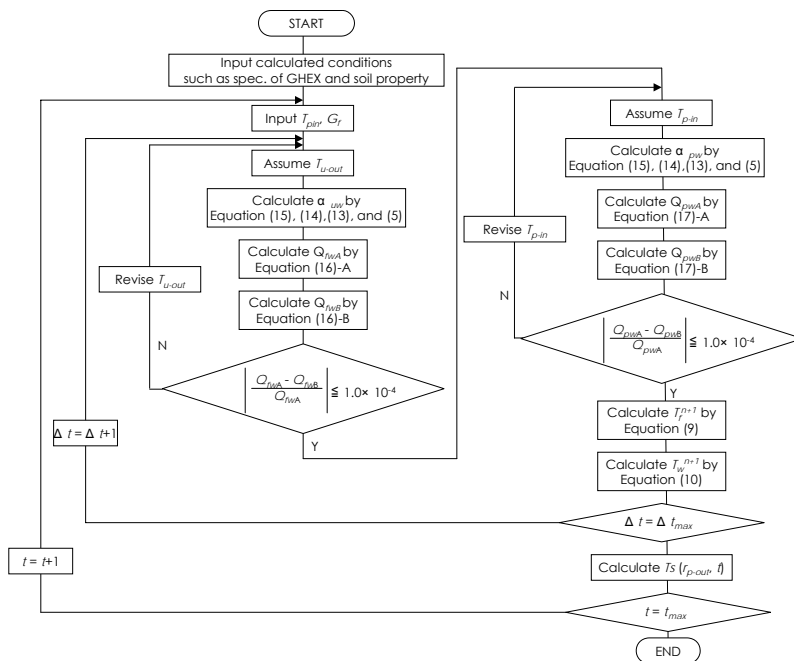 START
Input calculated conditions
such as spec. of GHEX and soil property
Input T_pin, G_f
Assume T_u-out
Calculate α_uw by
Equation (15), (14),(13), and (5)
Calculate Q_fwA by
Equation (16)-A
Revise T_u-out
Calculate Q_fwB by
Equation (16)-B
N
| Q_fwA - Q_fwB / Q_fwA | ≦ 1.0× 10^-4
Y
Δ t = Δ t+1
t = t+1
Assume T_p-in
Calculate α_pw by
Equation (15), (14),(13), and (5)
Calculate Q_pwA by
Equation (17)-A
Revise T_p-in
Calculate Q_pwB by
Equation (17)-B
N
| Q_pwA - Q_pwB / Q_pwA | ≦ 1.0× 10^-4
Y
Calculate T_f^n+1 by
Equation (9)
Calculate T_w^n+1 by
Equation (10)
Δ t = Δ t_max
Calculate Ts (r_p-out, t)
t = t_max
END